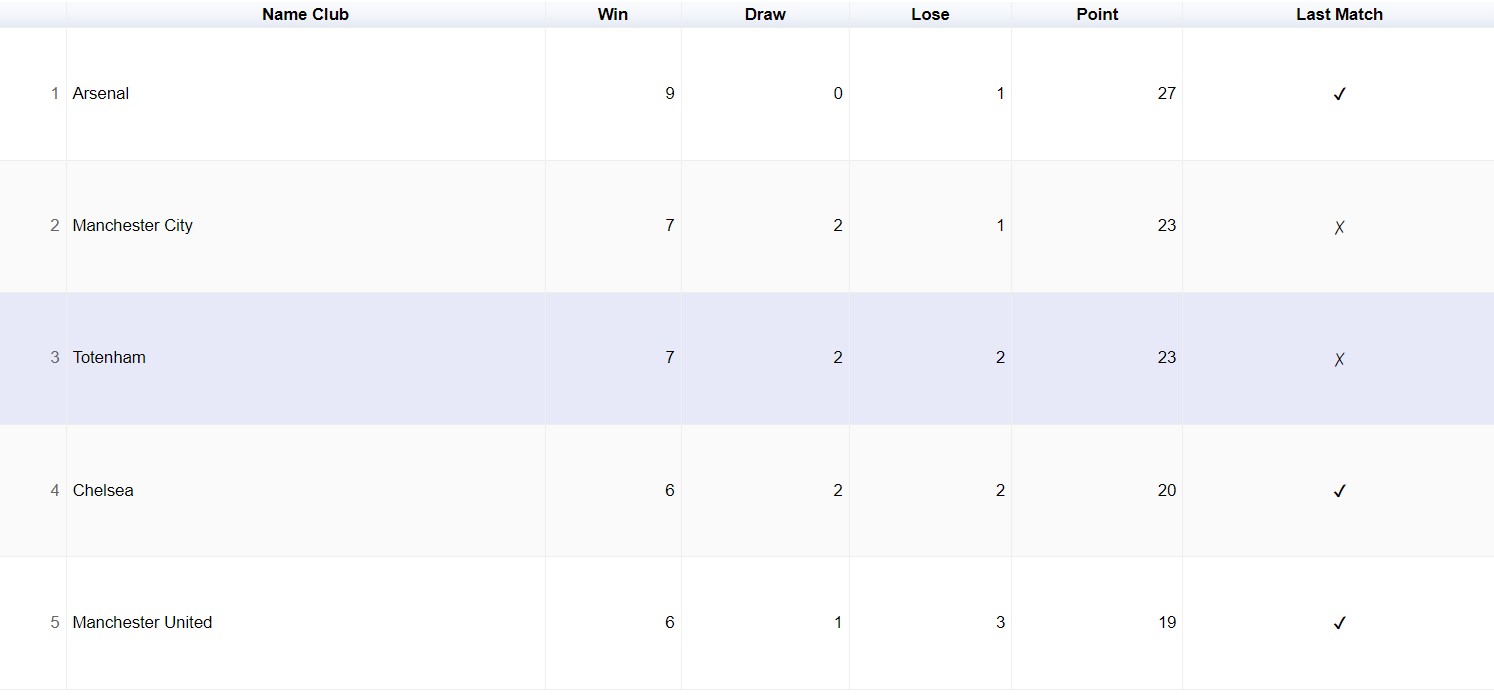 Name Club Win Draw Lose Point Last Match
1 Arsenal 9 0 1 27 ✓
2 Manchester City 7 2 1 23 ✗
3 Totenham 7 2 2 23 ✗
4 Chelsea 6 2 2 20 ✓
5 Manchester United 6 1 3 19 ✓